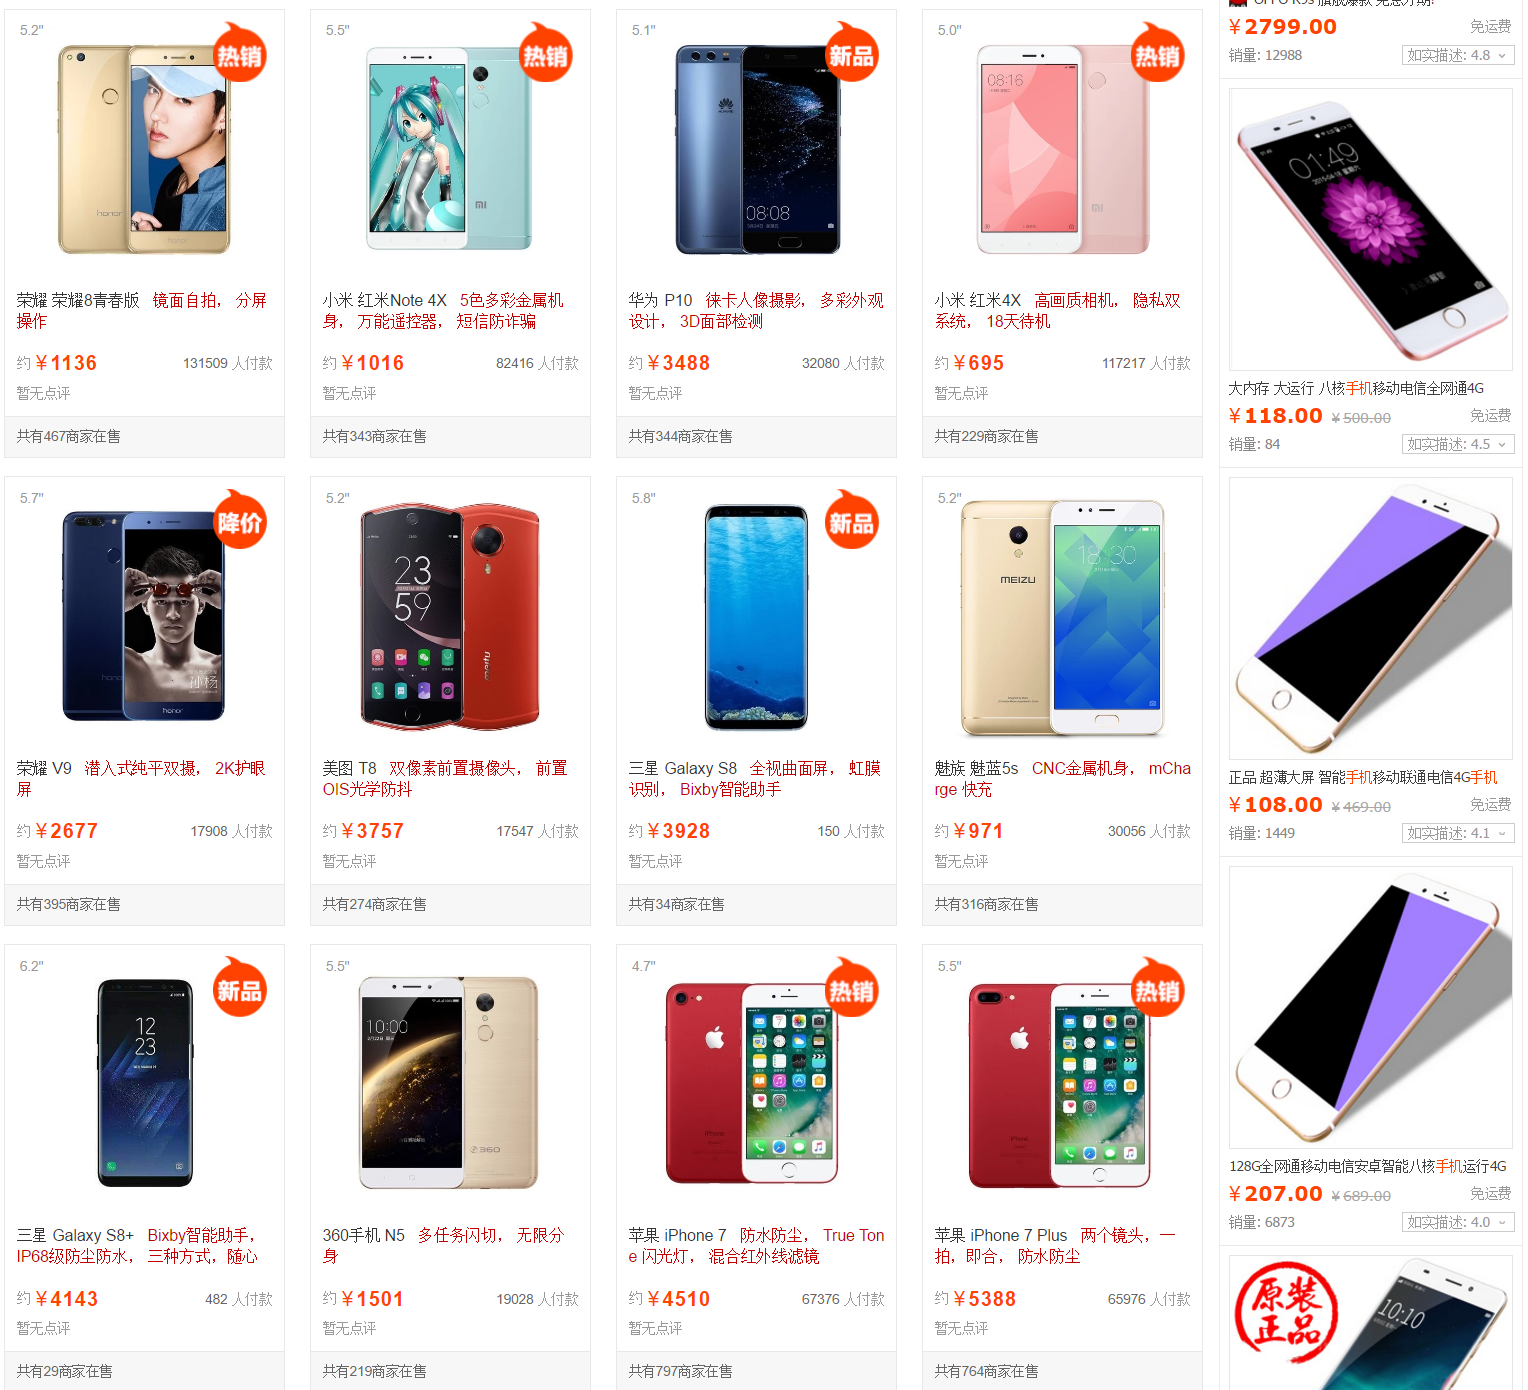 5.2"
热销
honor
honor
荣耀 荣耀8青春版 镜面自拍， 分屏
操作
约 ￥1136 131509 人付款
暂无点评
共有467商家在售
5.5"
热销
MI
小米 红米Note 4X 5色多彩金属机
身， 万能遥控器， 短信防诈骗
约 ￥1016 82416 人付款
暂无点评
共有343商家在售
5.1"
新品
HUAWEI
08:08
华为 P10 徕卡人像摄影， 多彩外观
设计， 3D面部检测
约 ￥3488 32080 人付款
暂无点评
共有344商家在售
5.0"
热销
08:16
MI
小米 红米4X 高画质相机， 隐私双
系统， 18天待机
约 ￥695 117217 人付款
暂无点评
共有229商家在售
5.7"
降价
honor
孙杨
honor
荣耀 V9 潜入式纯平双摄， 2K护眼
屏
约 ￥2677 17908 人付款
暂无点评
共有395商家在售
5.2"
23
59
meitu
美图 T8 双像素前置摄像头， 前置
OIS光学防抖
约 ￥3757 17547 人付款
暂无点评
共有274商家在售
5.8"
新品
三星 Galaxy S8 全视曲面屏， 虹膜
识别， Bixby智能助手
约 ￥3928 150 人付款
暂无点评
共有34商家在售
5.2"
MEIZU
18:30
魅族 魅蓝5s CNC金属机身， mCha
rge 快充
约 ￥971 30056 人付款
暂无点评
共有316商家在售
6.2"
新品
12
23
三星 Galaxy S8+ Bixby智能助手，
IP68级防尘防水， 三种方式，随心
约 ￥4143 482 人付款
暂无点评
共有29商家在售
5.5"
10:00
360
360手机 N5 多任务闪切， 无限分
身
约 ￥1501 19028 人付款
暂无点评
共有219商家在售
4.7"
热销
iPhone
苹果 iPhone 7 防水防尘， True Ton
e 闪光灯， 混合红外线滤镜
约 ￥4510 67376 人付款
暂无点评
共有797商家在售
5.5"
热销
iPhone
苹果 iPhone 7 Plus 两个镜头，一
拍，即合， 防水防尘
约 ￥5388 65976 人付款
暂无点评
共有764商家在售
￥2799.00 免运费
销量: 12988 如实描述: 4.8
01:49
大内存 大运行 八核手机移动电信全网通4G
￥118.00 ￥500.00 免运费
销量: 84 如实描述: 4.5
正品 超薄大屏 智能手机移动联通电信4G手机
￥108.00 ￥469.00 免运费
销量: 1449 如实描述: 4.1
128G全网通移动电信安卓智能八核手机运行4G
￥207.00 ￥689.00 免运费
销量: 6873 如实描述: 4.0
原装
正品
10:10